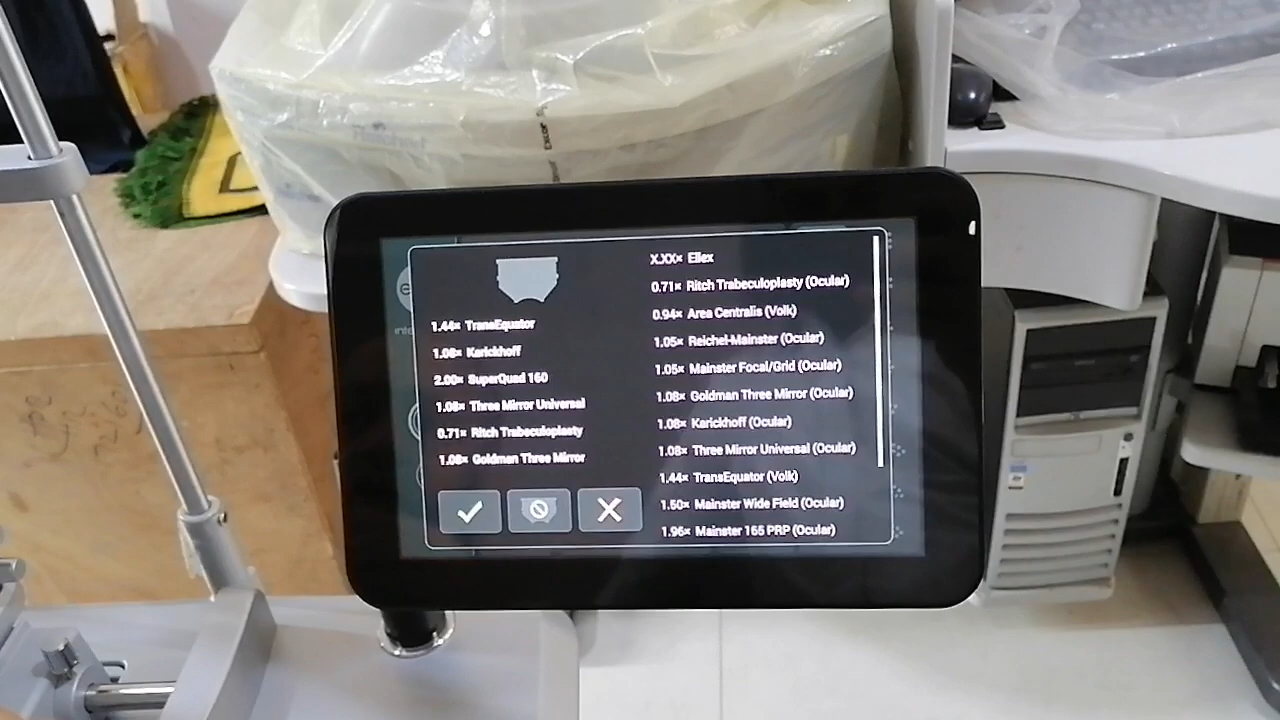 1.44× TransEquator
1.08× Karickhoff
2.00× SuperQuad 160
1.08× Three Mirror Universal
0.71× Ritch Trabeculoplasty
1.08× Goldman Three Mirror
X.XX× Ellex
0.71× Ritch Trabeculoplasty (Ocular)
0.94× Area Centralis (Volk)
1.05× Reichel-Mainster (Ocular)
1.05× Mainster Focal/Grid (Ocular)
1.08× Goldman Three Mirror (Ocular)
1.08× Karickhoff (Ocular)
1.08× Three Mirror Universal (Ocular)
1.44× TransEquator (Volk)
1.50× Mainster Wide Field (Ocular)
1.96× Mainster 165 PRP (Ocular)